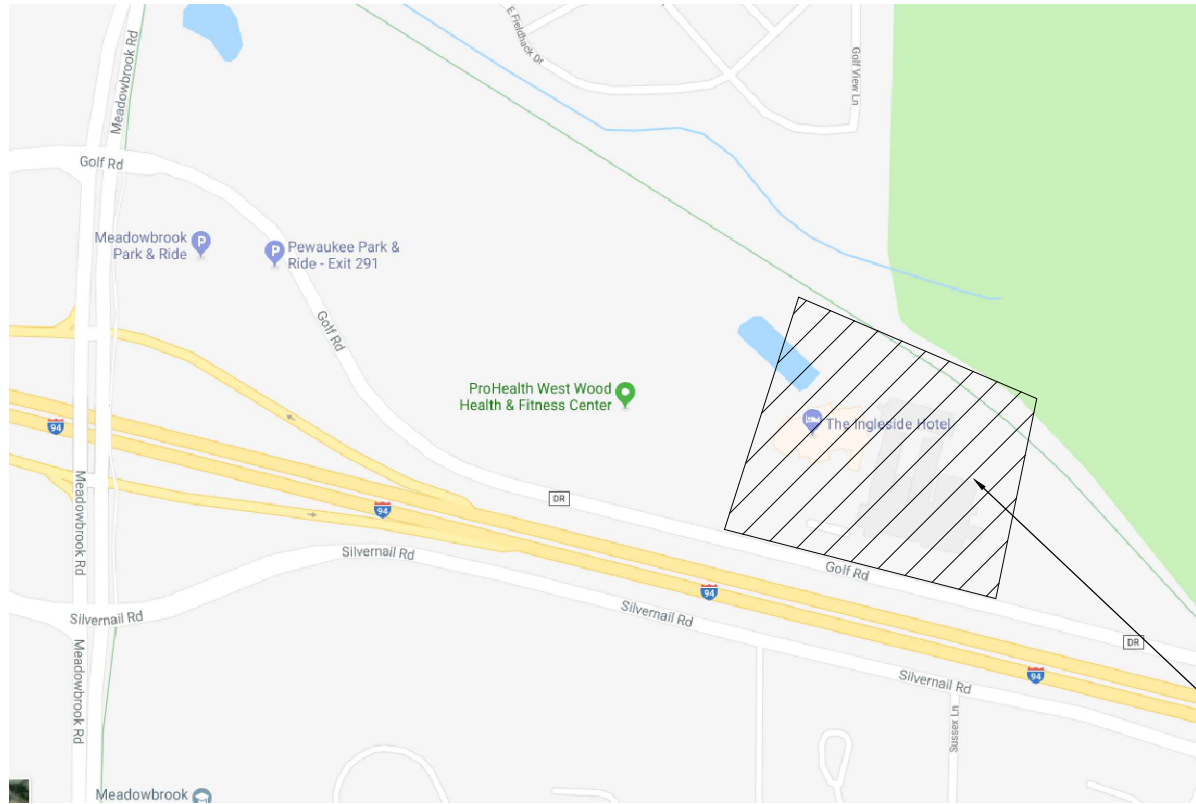 Meadowbrook Rd
E Fieldhack Dr
Golf View Ln
Golf Rd
Meadowbrook
Park & Ride
Pewaukee Park &
Ride - Exit 291
Golf Rd
ProHealth West Wood
Health & Fitness Center
The Ingleside Hotel
94
Meadowbrook Rd
94
DR
Silvernail Rd
Golf Rd
94
Silvernail Rd
Silvernail Rd
DR
Meadowbrook Rd
94
Silvernail Rd
Sussex Ln
Meadowbrook